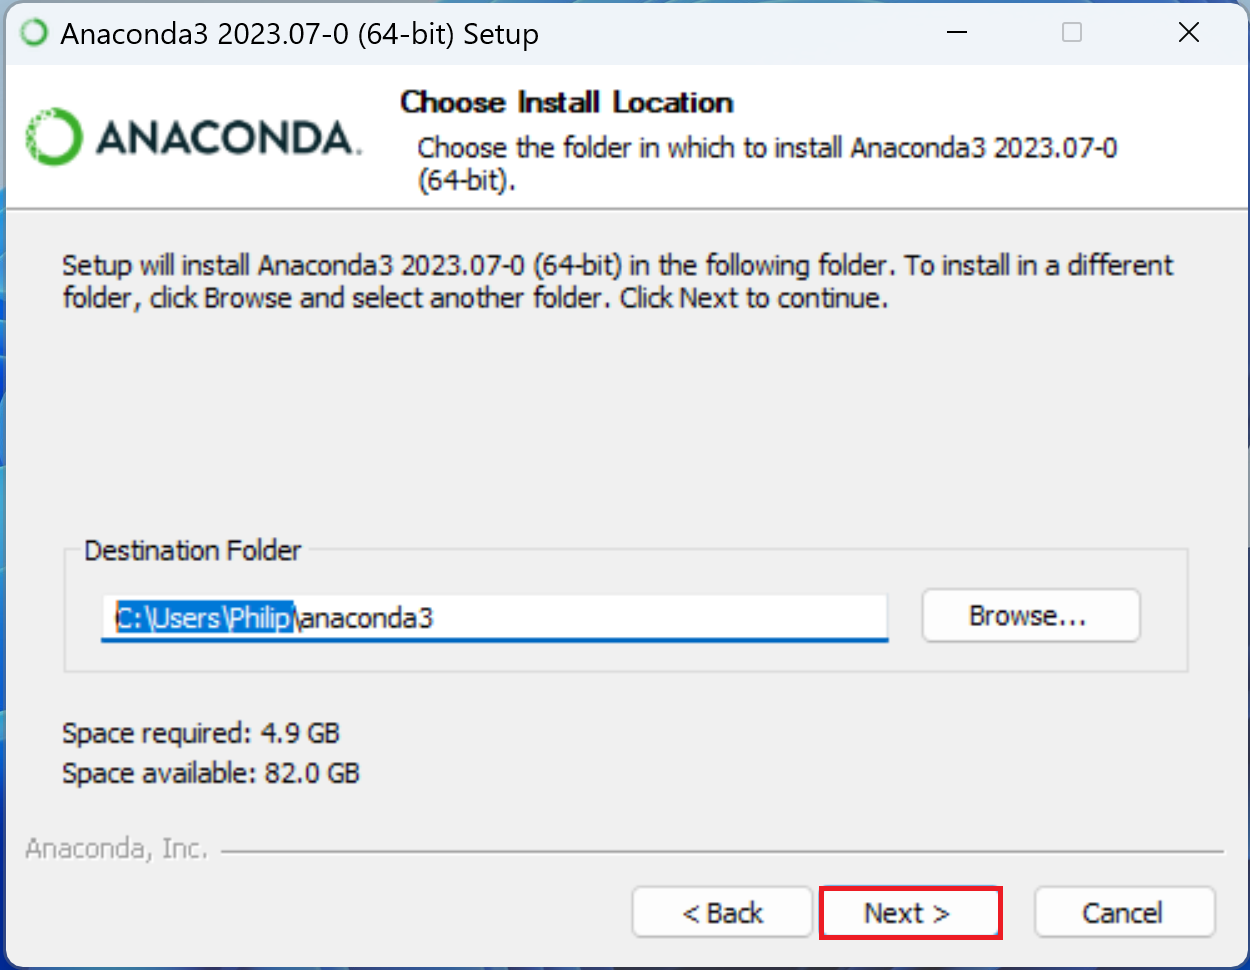 Anaconda3 2023.07-0 (64-bit) Setup
ANACONDA.
Choose Install Location
Choose the folder in which to install Anaconda3 2023.07-0
(64-bit).
Setup will install Anaconda3 2023.07-0 (64-bit) in the following folder. To install in a different
folder, click Browse and select another folder. Click Next to continue.
Destination Folder
C:\Users\Philip\anaconda3
Browse...
Space required: 4.9 GB
Space available: 82.0 GB
Anaconda, Inc.
< Back
Next >
Cancel